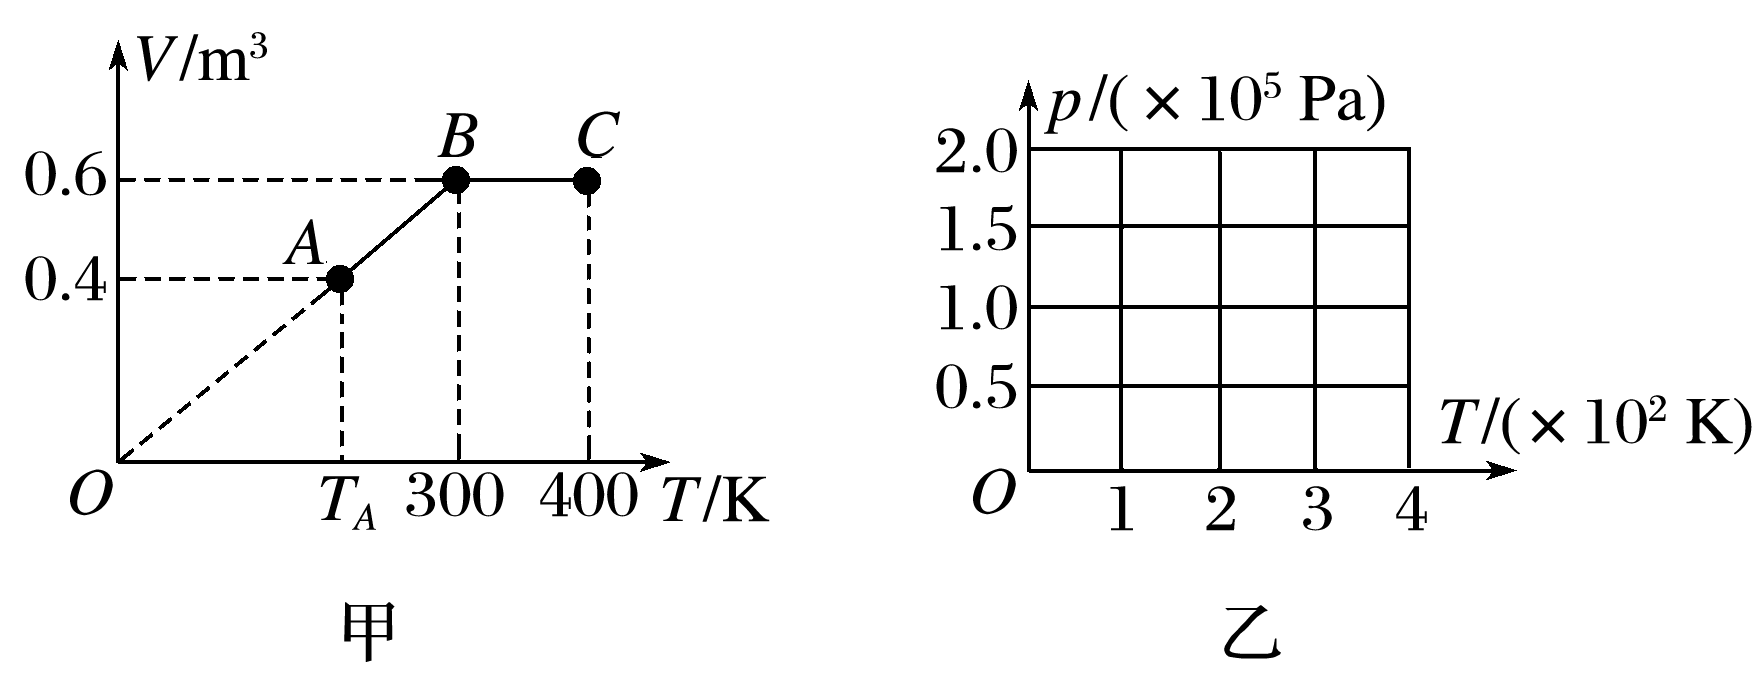 V/m³
B
C
0.6
A
0.4
O
T_A
300
400
T/K
甲
p/(×10⁵ Pa)
2.0
1.5
1.0
0.5
T/(×10² K)
O
1
2
3
4
乙